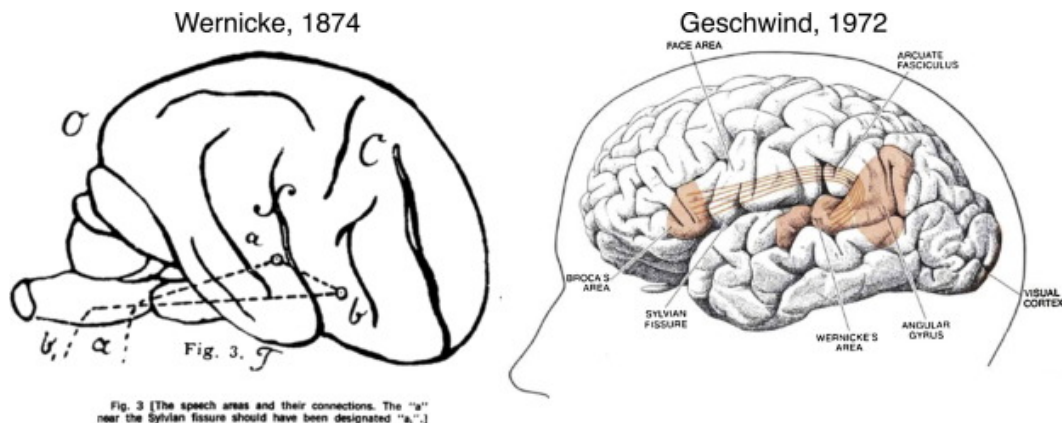 Wernicke, 1874
O
C
S
a
b
b,
a
Fig. 3.
T
Fig. 3 [The speech areas and their connections. The "a"
near the Sylvian fissure should have been designated "a,".]
Geschwind, 1972
FACE AREA
ARCUATE
FASCICULUS
BROCA'S
AREA
SYLVIAN
FISSURE
WERNICKE'S
AREA
ANGULAR
GYRUS
VISUAL
CORTEX